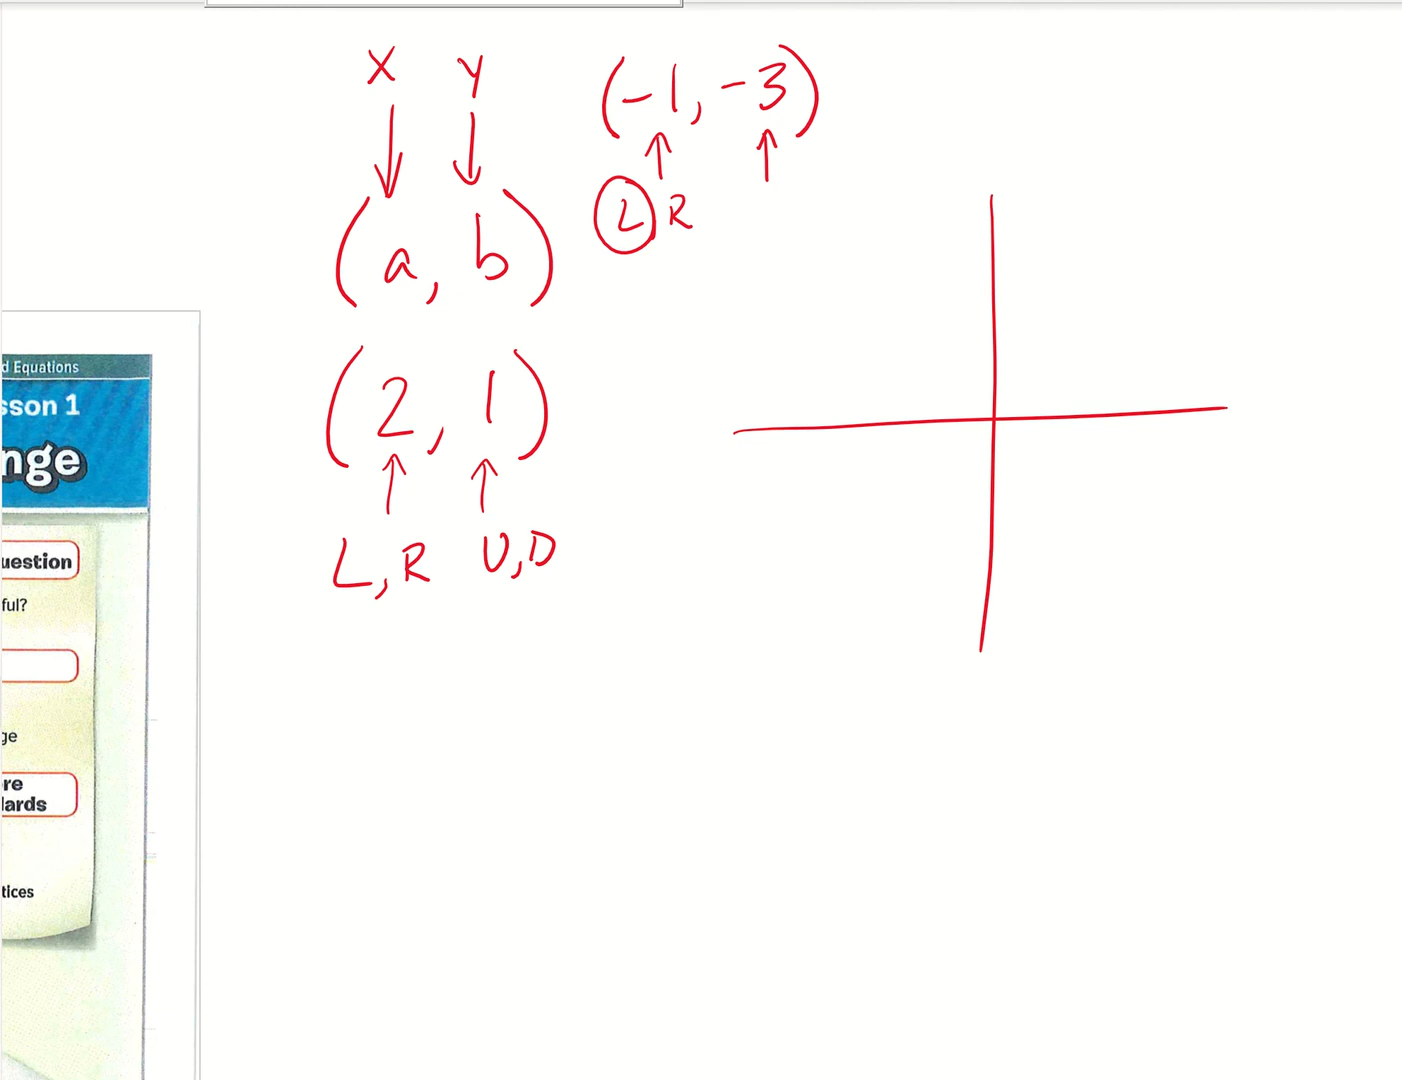 X Y
(a, b)
(2, 1)
L, R U, D
(-1, -3)
L R
d Equations
sson 1
nge
uestion
ful?
ge
re
lards
tices